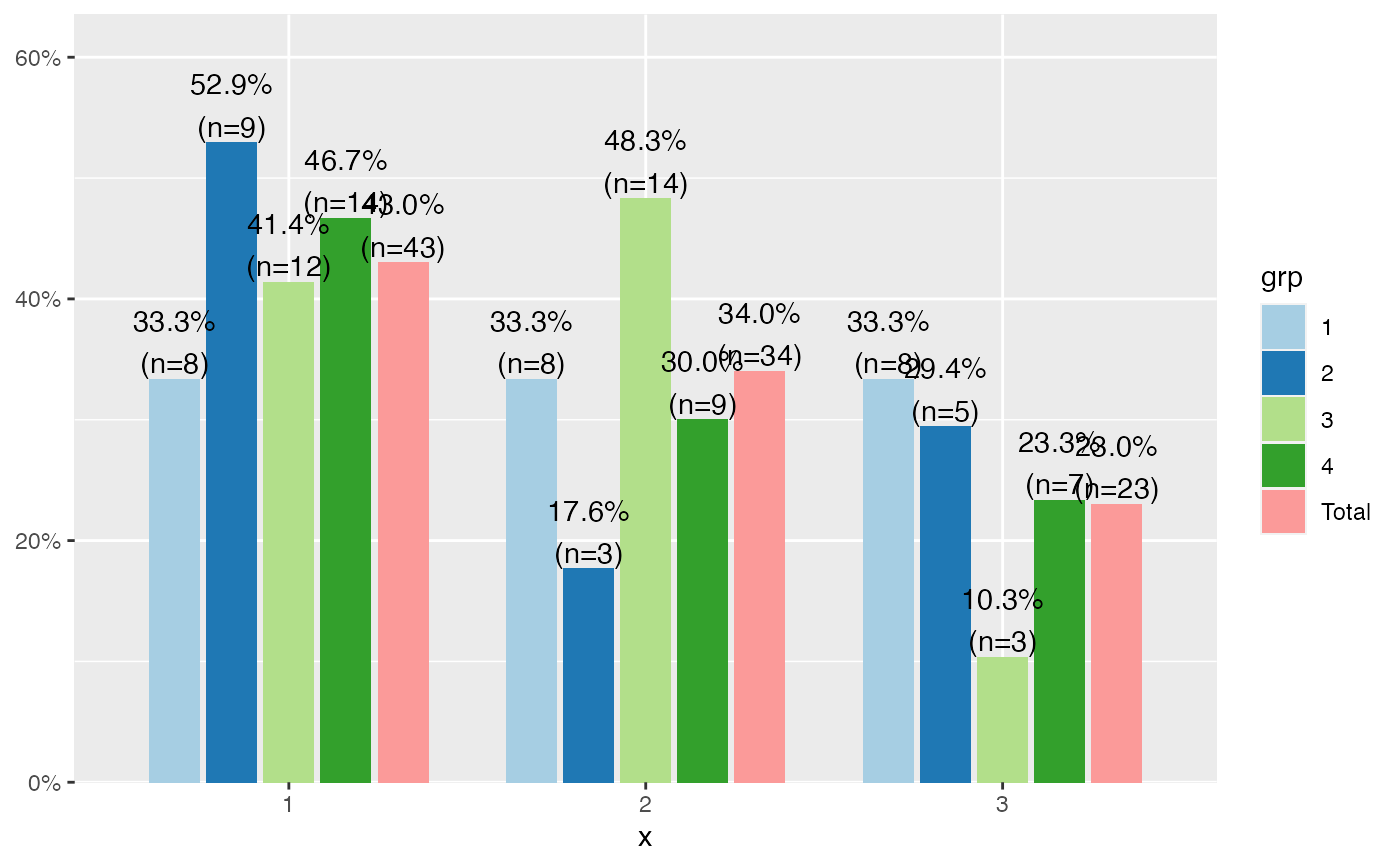 60%
40%
20%
0%
52.9%
(n=9)
46.7%
(n=14)
43.0%
(n=43)
41.4%
(n=12)
33.3%
(n=8)
48.3%
(n=14)
33.3%
(n=8)
34.0%
(n=34)
30.0%
(n=9)
17.6%
(n=3)
33.3%
(n=8)
29.4%
(n=5)
23.3%
(n=7)
23.0%
(n=23)
10.3%
(n=3)
1
2
3
x
grp
1
2
3
4
Total